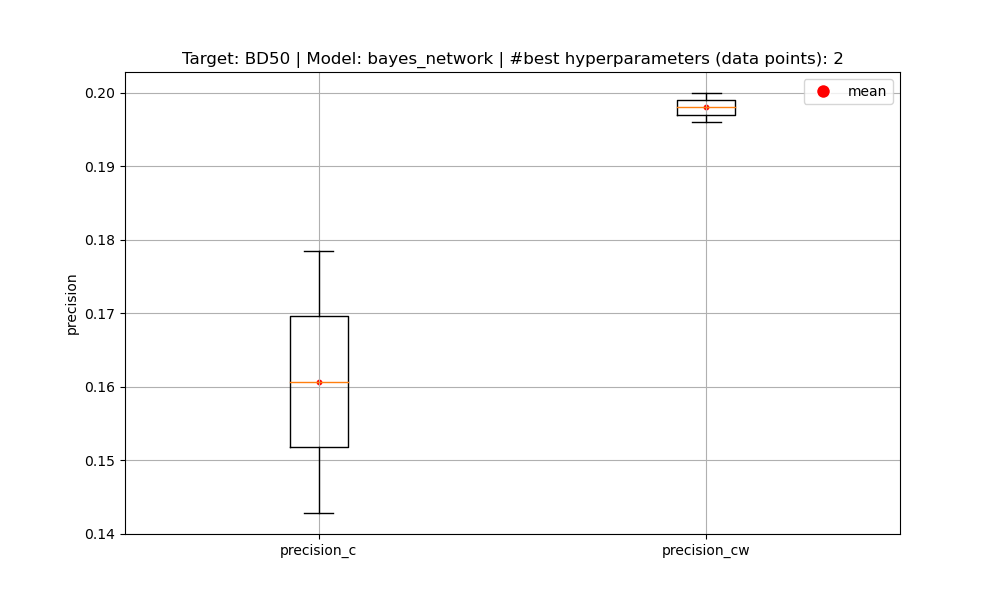 Target: BD50 | Model: bayes_network | #best hyperparameters (data points): 2
mean
0.20
0.19
0.18
0.17
0.16
0.15
0.14
precision
precision_c
precision_cw